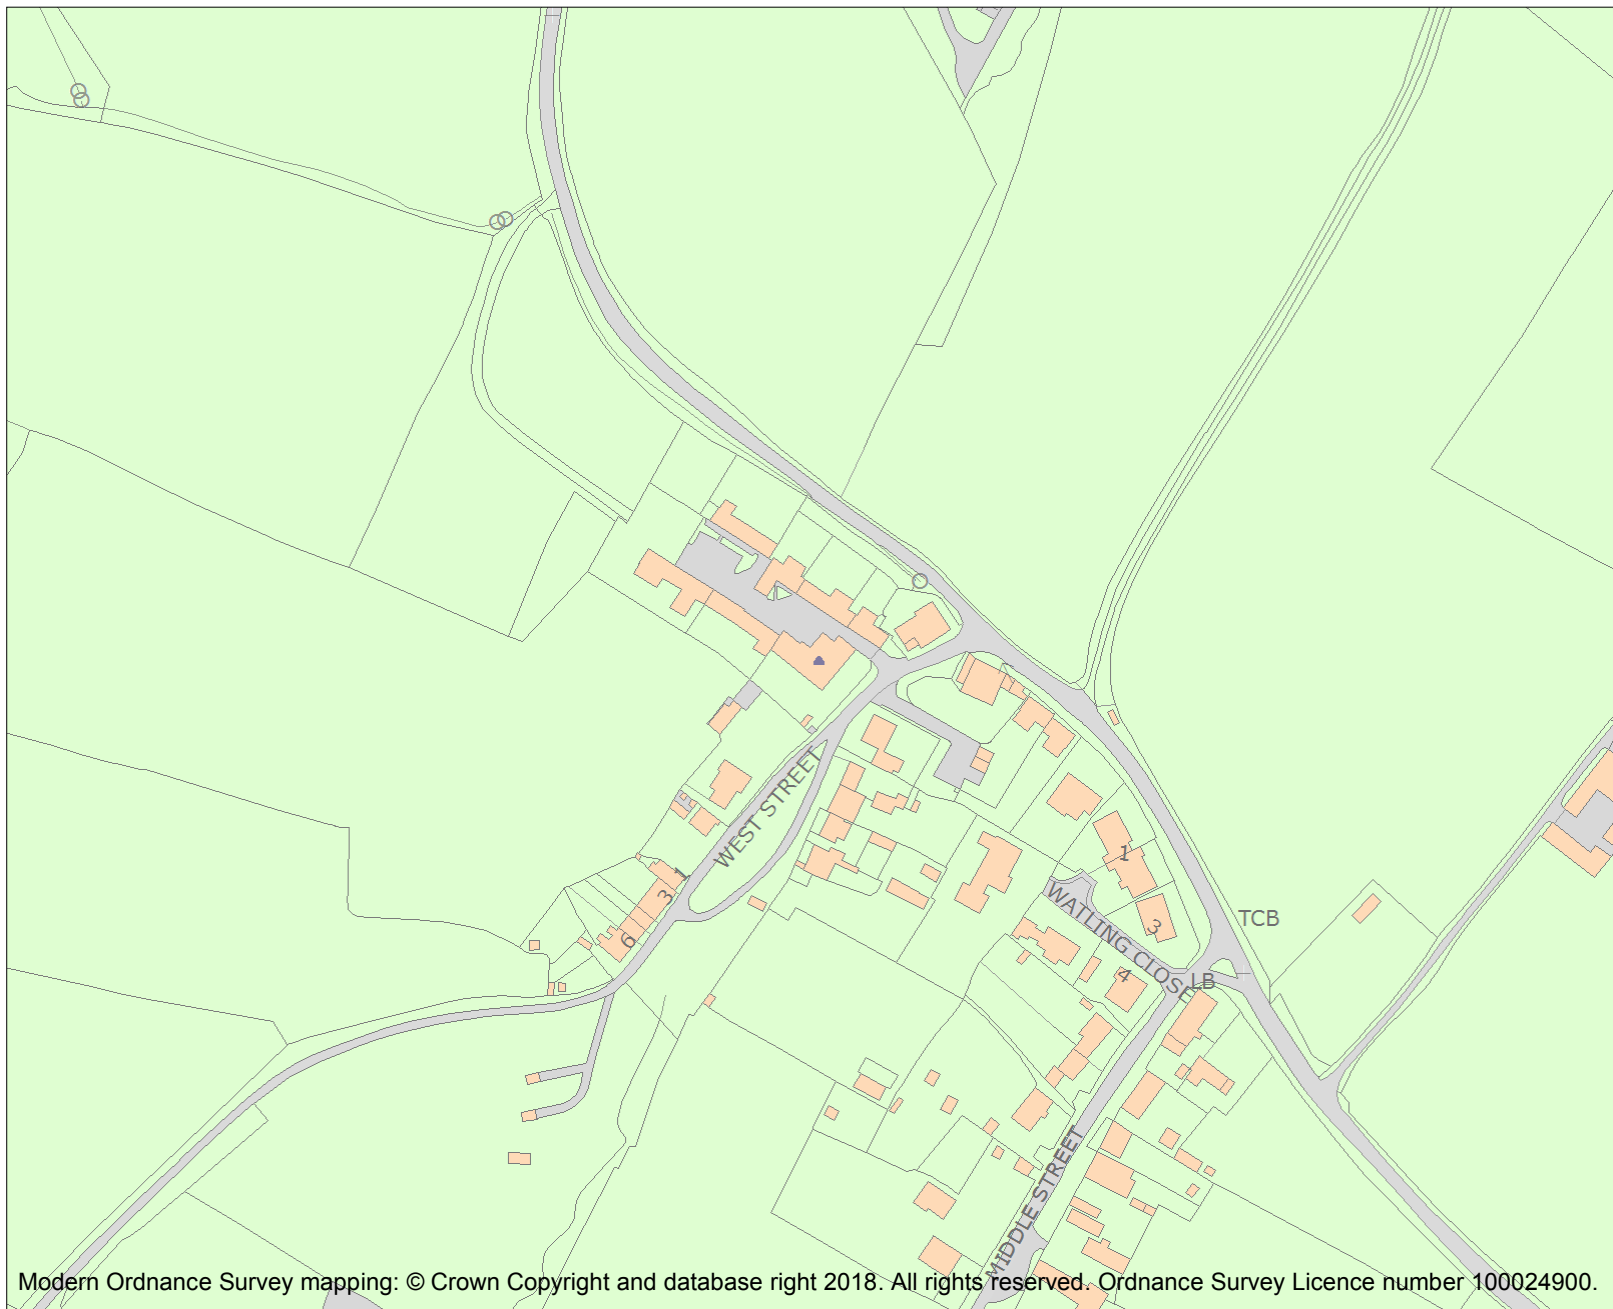 WEST STREET
1
3
6
1
WATLING CLOSE
3
4
TCB
LB
MIDDLE STREET
Modern Ordnance Survey mapping: © Crown Copyright and database right 2018. All rights reserved. Ordnance Survey Licence number 100024900.